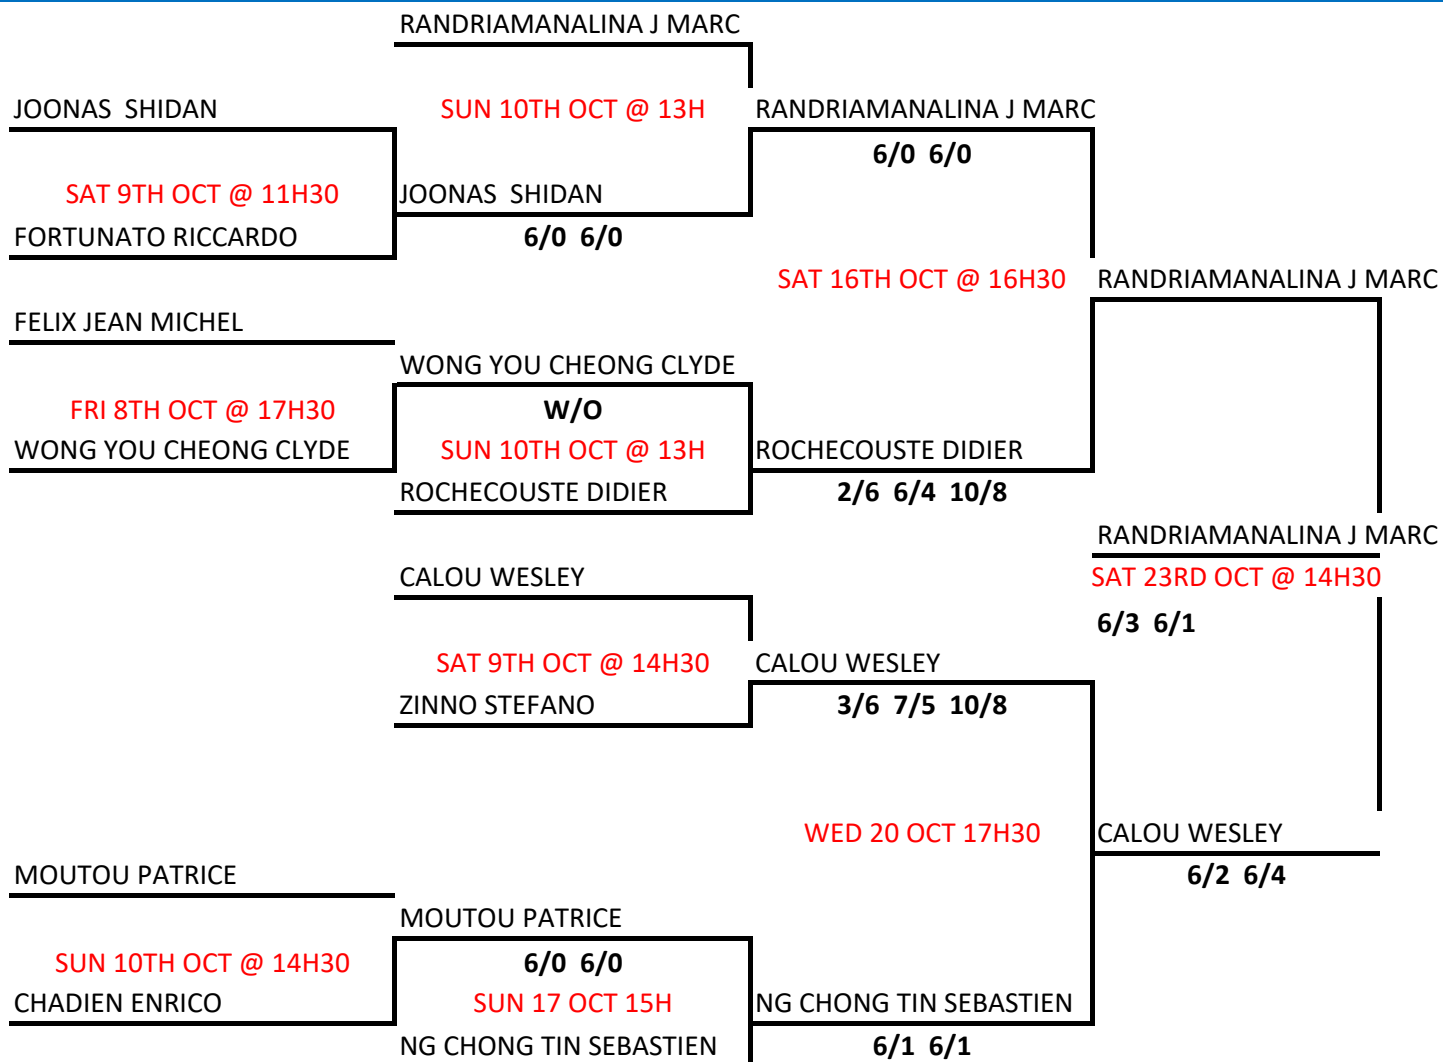 RANDRIAMANALINA J MARC
JOONAS  SHIDAN
SUN 10TH OCT @ 13H
RANDRIAMANALINA J MARC
6/0  6/0
SAT 9TH OCT @ 11H30
JOONAS  SHIDAN
FORTUNATO RICCARDO
6/0  6/0
SAT 16TH OCT @ 16H30
RANDRIAMANALINA J MARC
FELIX JEAN MICHEL
WONG YOU CHEONG CLYDE
FRI 8TH OCT @ 17H30
W/O
WONG YOU CHEONG CLYDE
SUN 10TH OCT @ 13H
ROCHECOUSTE DIDIER
ROCHECOUSTE DIDIER
2/6  6/4  10/8
RANDRIAMANALINA J MARC
CALOU WESLEY
SAT 23RD OCT @ 14H30
6/3  6/1
SAT 9TH OCT @ 14H30
CALOU WESLEY
ZINNO STEFANO
3/6  7/5  10/8
WED 20 OCT 17H30
CALOU WESLEY
MOUTOU PATRICE
6/2  6/4
MOUTOU PATRICE
SUN 10TH OCT @ 14H30
6/0  6/0
CHADIEN ENRICO
SUN 17 OCT 15H
NG CHONG TIN SEBASTIEN
NG CHONG TIN SEBASTIEN
6/1  6/1